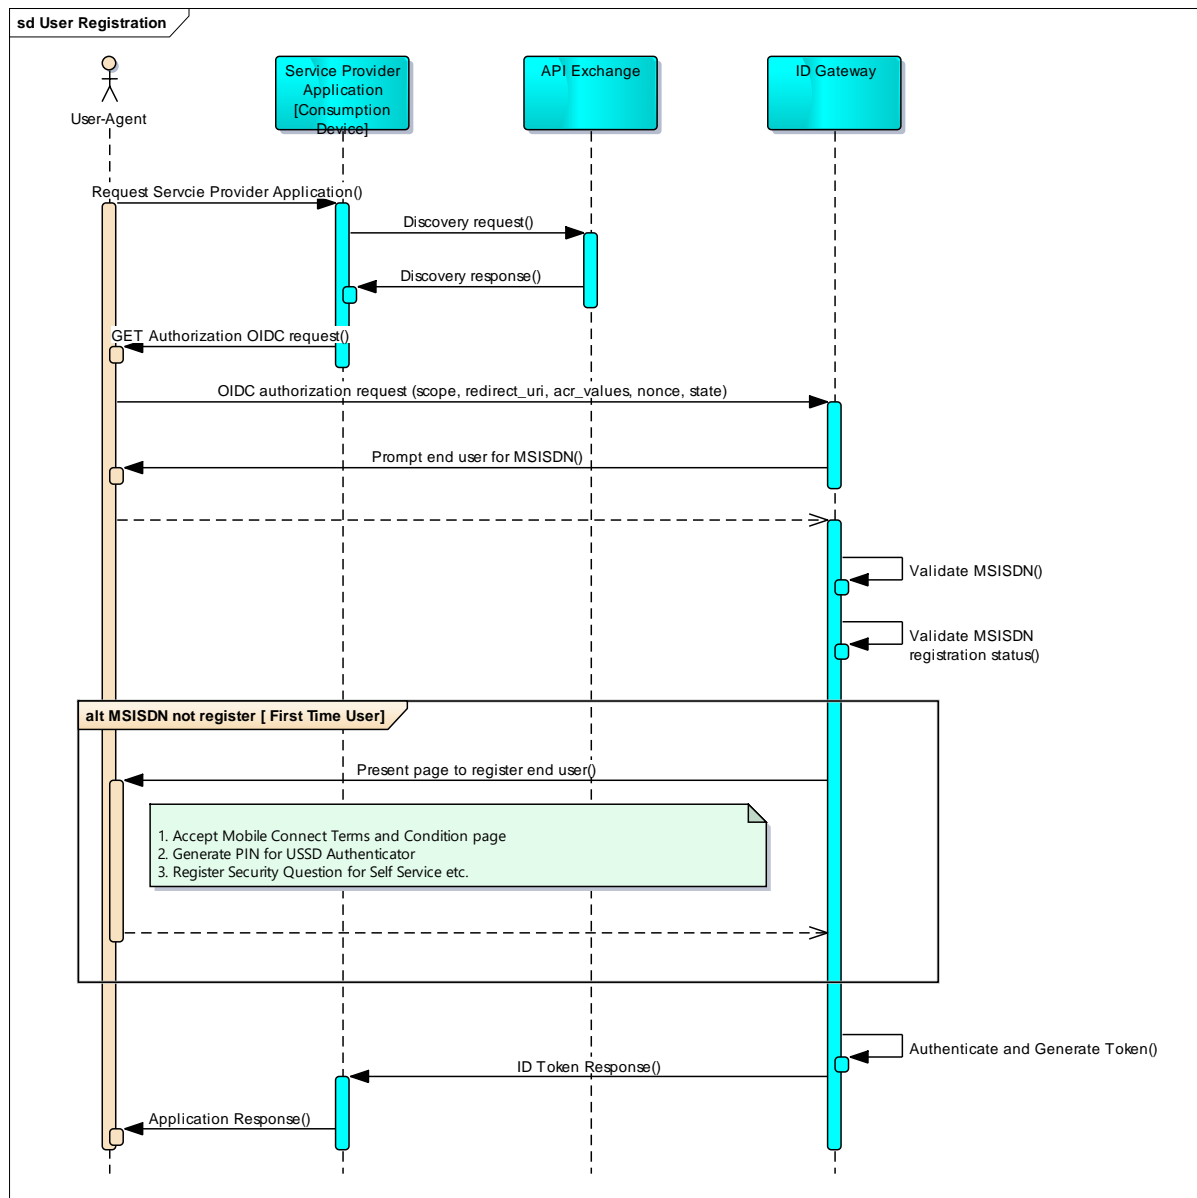 sd User Registration
User-Agent
Service Provider
Application
[Consumption
Device]
API Exchange
ID Gateway
Request Servcie Provider Application()
Discovery request()
Discovery response()
GET Authorization OIDC request()
OIDC authorization request (scope, redirect_uri, acr_values, nonce, state)
Prompt end user for MSISDN()
Validate MSISDN()
Validate MSISDN
registration status()
alt MSISDN not register [ First Time User]
Present page to register end user()
1. Accept Mobile Connect Terms and Condition page
2. Generate PIN for USSD Authenticator
3. Register Security Question for Self Service etc.
Authenticate and Generate Token()
ID Token Response()
Application Response()